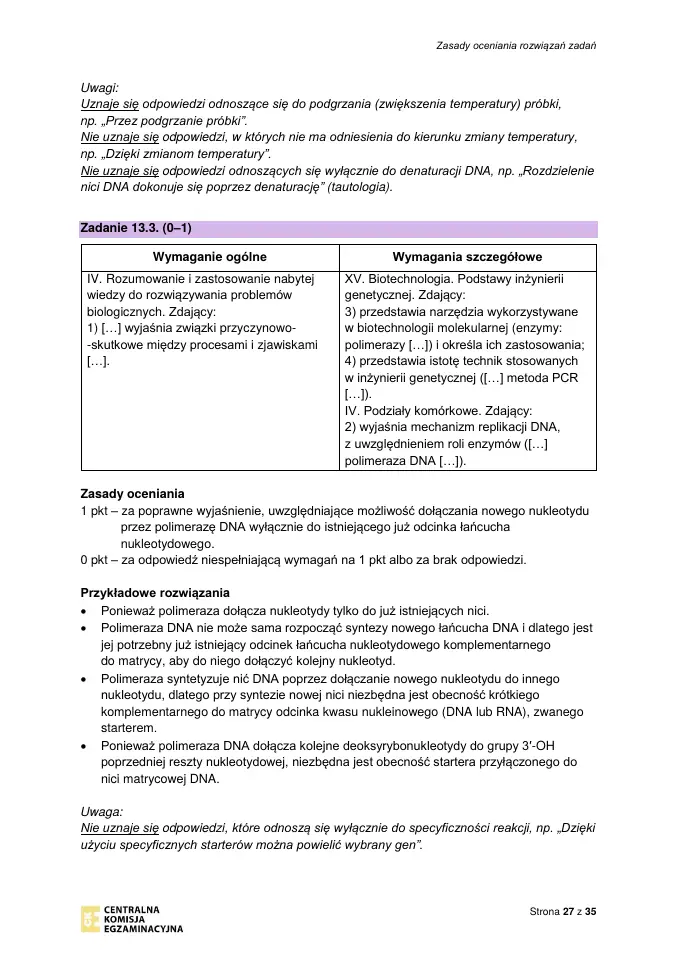 Zasady oceniania rozwiązań zadań
Uwagi:
Uznaje się odpowiedzi odnoszące się do podgrzania (zwiększenia temperatury) próbki,
np. „Przez podgrzanie próbki”.
Nie uznaje się odpowiedzi, w których nie ma odniesienia do kierunku zmiany temperatury,
np. „Dzięki zmianom temperatury”.
Nie uznaje się odpowiedzi odnoszących się wyłącznie do denaturacji DNA, np. „Rozdzielenie
nici DNA dokonuje się poprzez denaturację” (tautologia).
Zadanie 13.3. (0–1)
Wymaganie ogólne
IV. Rozumowanie i zastosowanie nabytej
wiedzy do rozwiązywania problemów
biologicznych. Zdający:
1) […] wyjaśnia związki przyczynowo-
-skutkowe między procesami i zjawiskami
[…].
Wymagania szczegółowe
XV. Biotechnologia. Podstawy inżynierii
genetycznej. Zdający:
3) przedstawia narzędzia wykorzystywane
w biotechnologii molekularnej (enzymy:
polimerazy […]) i określa ich zastosowania;
4) przedstawia istotę technik stosowanych
w inżynierii genetycznej ([…] metoda PCR
[…]).
IV. Podziały komórkowe. Zdający:
2) wyjaśnia mechanizm replikacji DNA,
z uwzględnieniem roli enzymów ([…]
polimeraza DNA […]).
Zasady oceniania
1 pkt – za poprawne wyjaśnienie, uwzględniające możliwość dołączania nowego nukleotydu
przez polimerazę DNA wyłącznie do istniejącego już odcinka łańcucha
nukleotydowego.
0 pkt – za odpowiedź niespełniającą wymagań na 1 pkt albo za brak odpowiedzi.
Przykładowe rozwiązania
• Ponieważ polimeraza dołącza nukleotydy tylko do już istniejących nici.
• Polimeraza DNA nie może sama rozpocząć syntezy nowego łańcucha DNA i dlatego jest
jej potrzebny już istniejący odcinek łańcucha nukleotydowego komplementarnego
do matrycy, aby do niego dołączyć kolejny nukleotyd.
• Polimeraza syntetyzuje nić DNA poprzez dołączanie nowego nukleotydu do innego
nukleotydu, dlatego przy syntezie nowej nici niezbędna jest obecność krótkiego
komplementarnego do matrycy odcinka kwasu nukleinowego (DNA lub RNA), zwanego
starterem.
• Ponieważ polimeraza DNA dołącza kolejne deoksyrybonukleotydy do grupy 3′-OH
poprzedniej reszty nukleotydowej, niezbędna jest obecność startera przyłączonego do
nici matrycowej DNA.
Uwaga:
Nie uznaje się odpowiedzi, które odnoszą się wyłącznie do specyficzności reakcji, np. „Dzięki
użyciu specyficznych starterów można powielić wybrany gen”.
CKE
CENTRALNA
KOMISJA
EGZAMINACYJNA
Strona 27 z 35